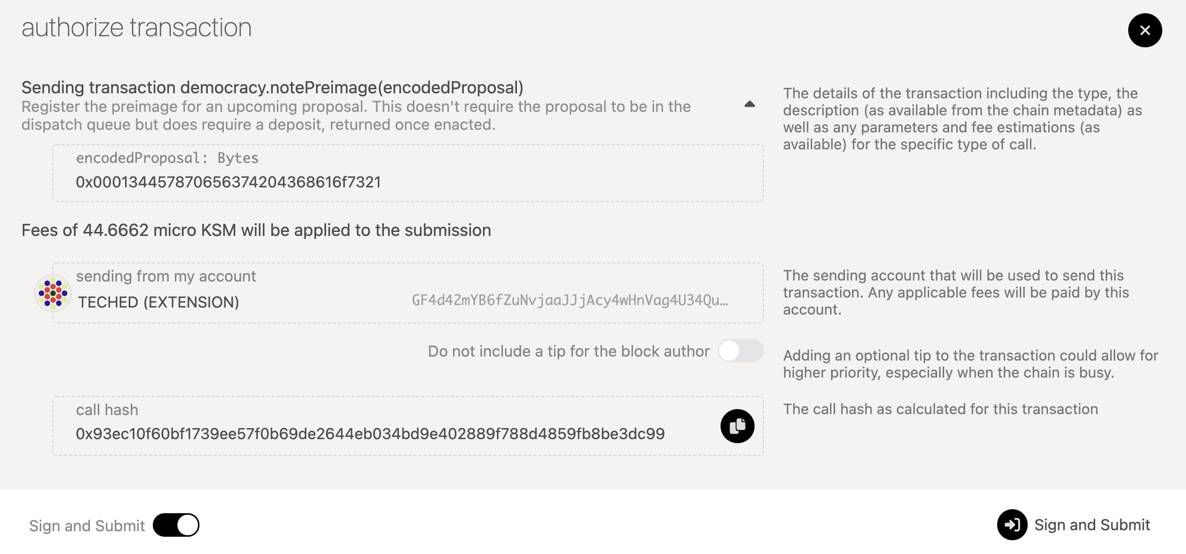 authorize transaction
Sending transaction democracy.notePreimage(encodedProposal)
Register the preimage for an upcoming proposal. This doesn't require the proposal to be in the
dispatch queue but does require a deposit, returned once enacted.
The details of the transaction including the type, the
description (as available from the chain metadata) as
well as any parameters and fee estimations (as
available) for the specific type of call.
encodedProposal: Bytes
0x000134457870656374204368616f7321
Fees of 44.6662 micro KSM will be applied to the submission
sending from my account
TECHED (EXTENSION)
GF4d42mYB6fZuNvjaaJJjAcy4wHnVag4U34Qu…
The sending account that will be used to send this
transaction. Any applicable fees will be paid by this
account.
Do not include a tip for the block author
Adding an optional tip to the transaction could allow for
higher priority, especially when the chain is busy.
call hash
0x93ec10f60bf1739ee57f0b69de2644eb034bd9e402889f788d4859fb8be3dc99
The call hash as calculated for this transaction
Sign and Submit
Sign and Submit